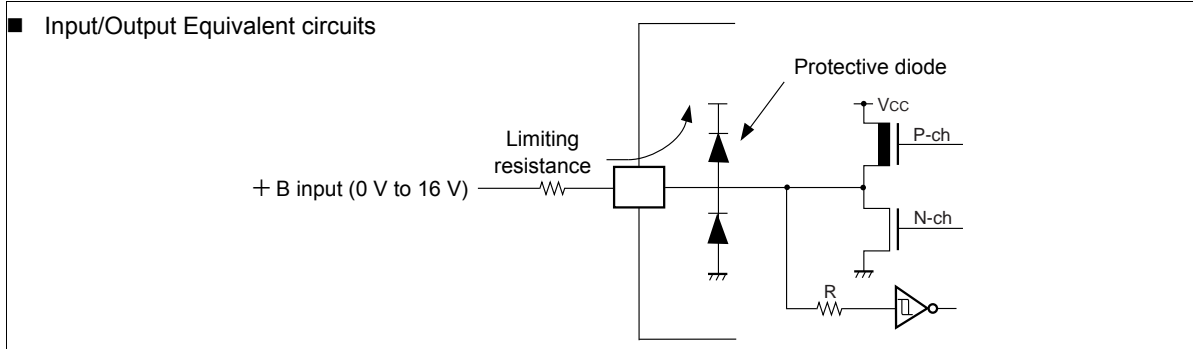 ■ Input/Output Equivalent circuits
Protective diode
Vcc
P-ch
Limiting
resistance
+ B input (0 V to 16 V)
N-ch
R